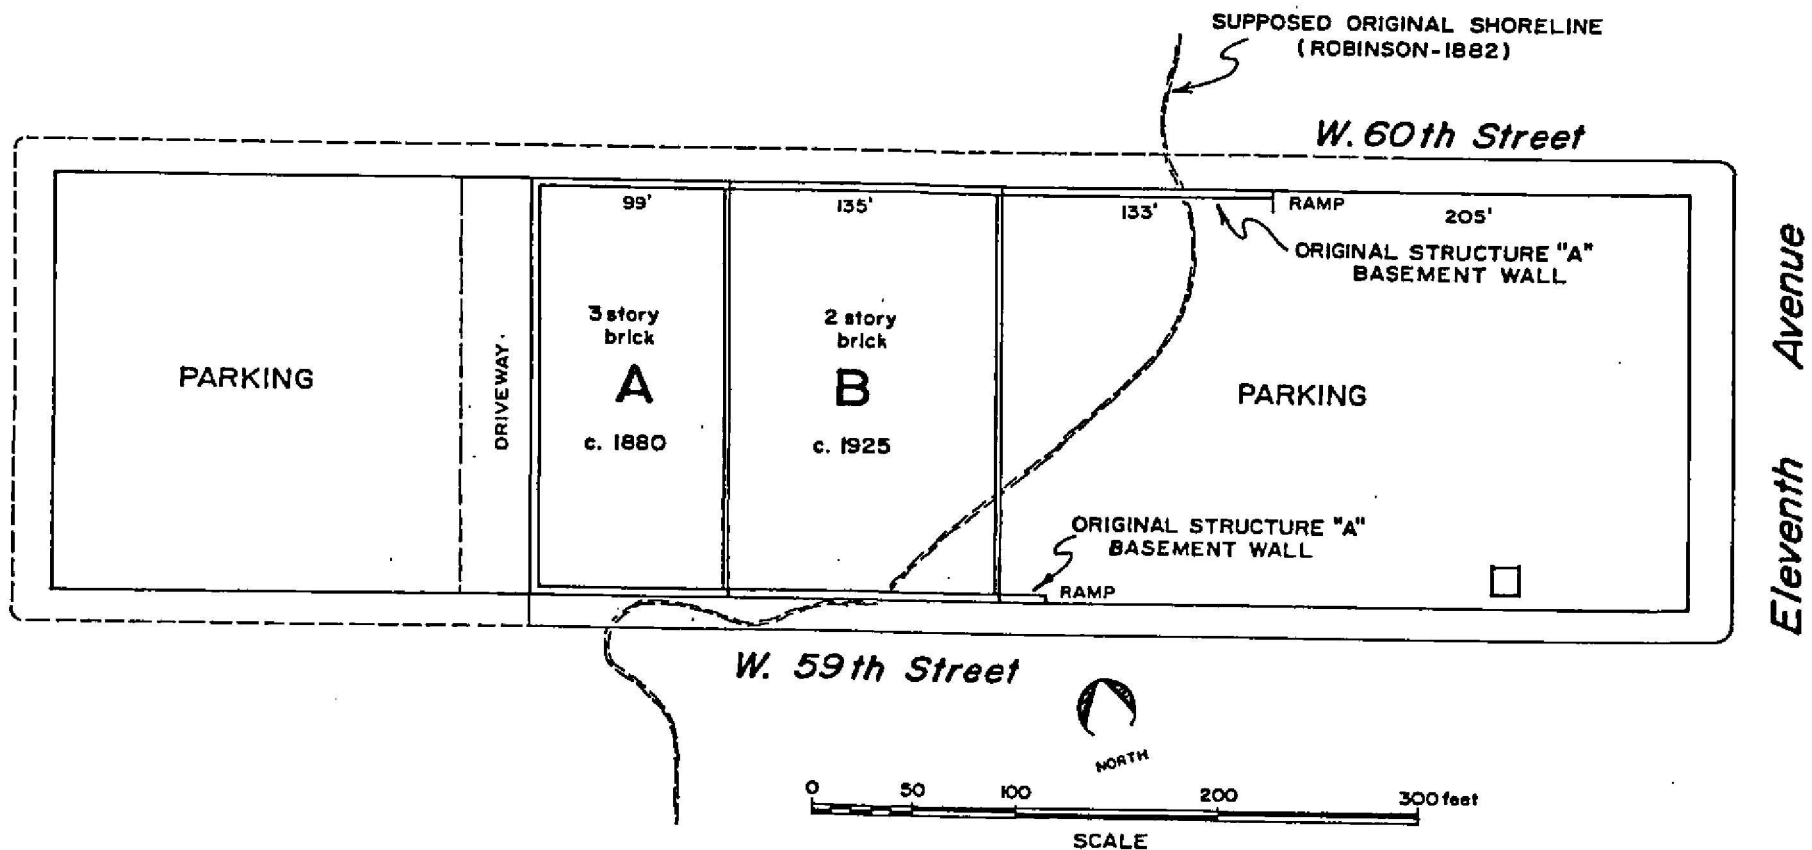 SUPPOSED ORIGINAL SHORELINE
(ROBINSON-1882)
W. 60th Street
99'
135'
133'
RAMP
205'
ORIGINAL STRUCTURE "A"
BASEMENT WALL
Eleventh Avenue
3 story
brick
A
c. 1880
2 story
brick
B
c. 1925
PARKING
DRIVEWAY
PARKING
ORIGINAL STRUCTURE "A"
BASEMENT WALL
RAMP
W. 59th Street
NORTH
0 50 100 200 300 feet
SCALE